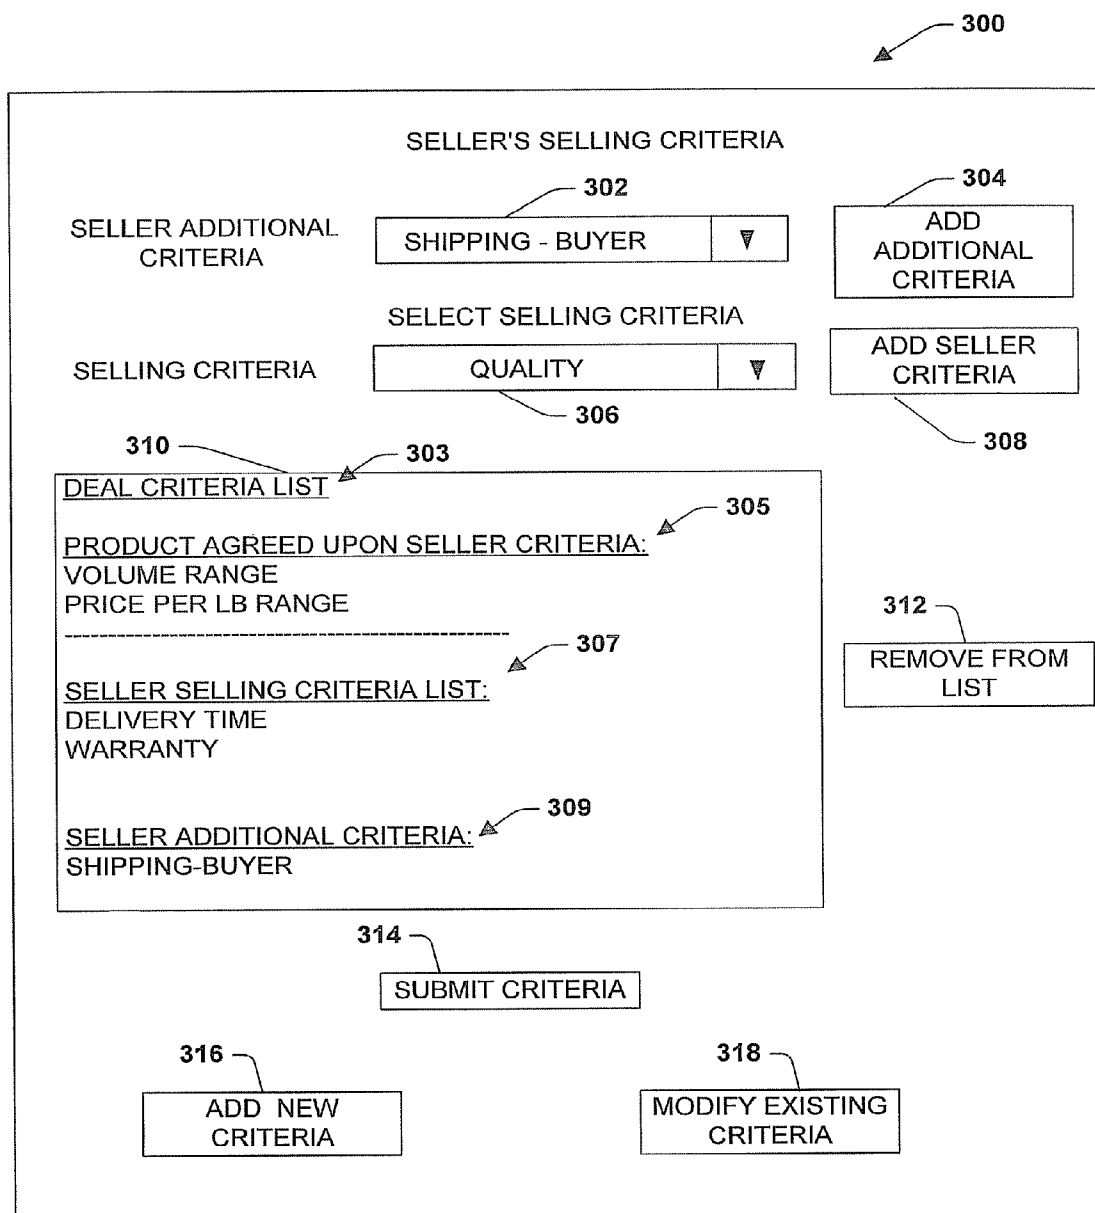 300
SELLER'S SELLING CRITERIA
302
304
SELLER ADDITIONAL
CRITERIA
SHIPPING - BUYER
ADD
ADDITIONAL
CRITERIA
SELECT SELLING CRITERIA
SELLING CRITERIA
QUALITY
ADD SELLER
CRITERIA
306
308
310
303
DEAL CRITERIA LIST
305
PRODUCT AGREED UPON SELLER CRITERIA:
VOLUME RANGE
PRICE PER LB RANGE
312
REMOVE FROM
LIST
307
SELLER SELLING CRITERIA LIST:
DELIVERY TIME
WARRANTY
309
SELLER ADDITIONAL CRITERIA:
SHIPPING-BUYER
314
SUBMIT CRITERIA
316
318
ADD NEW
CRITERIA
MODIFY EXISTING
CRITERIA